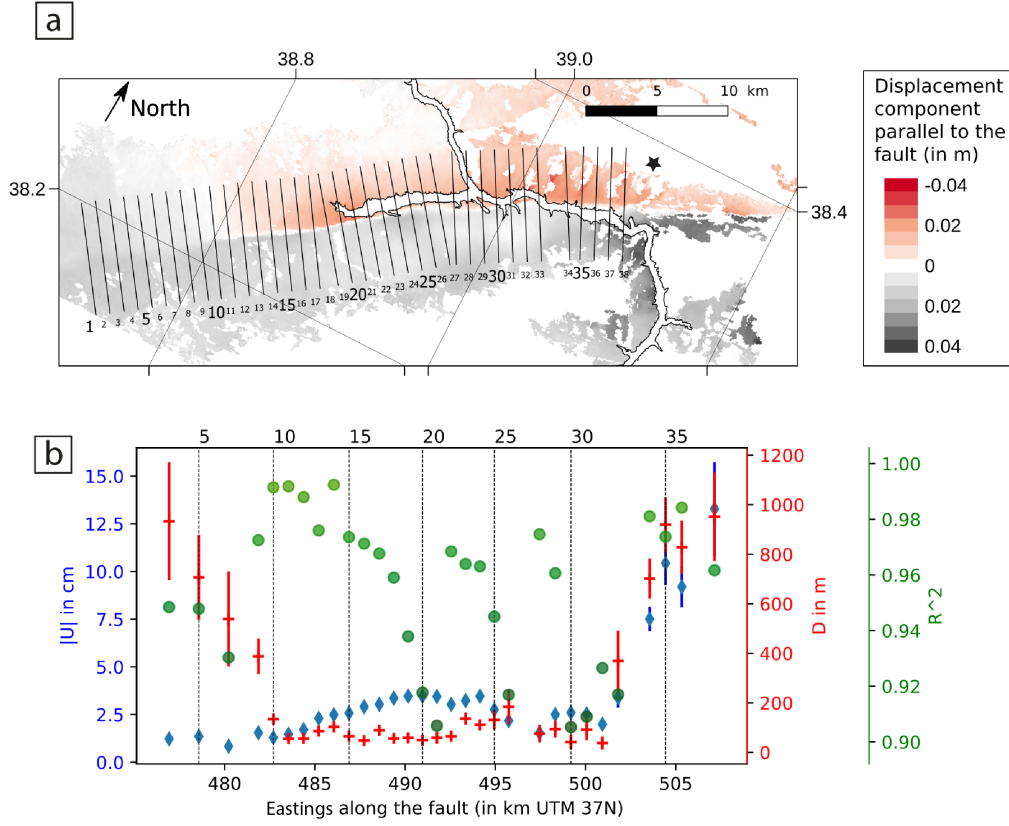 a
38.8
39.0
0 5 10 km
North
38.2
38.4
1 2 3 4 5 6 7 8 9 10 11 12 13 14 15 16 17 18 19 20 21 22 23 24 25 26 27 28 29 30 31 32 33 34 35 36 37 38
Displacement
component
parallel to the
fault (in m)
-0.04
0.02
0
0.02
0.04
b
5 10 15 20 25 30 35
15.0
12.5
10.0
7.5
5.0
2.5
0.0
|U| in cm
1200
1000
800
600
400
200
0
D in m
1.00
0.98
0.96
0.94
0.92
0.90
R^2
480 485 490 495 500 505
Eastings along the fault (in km UTM 37N)